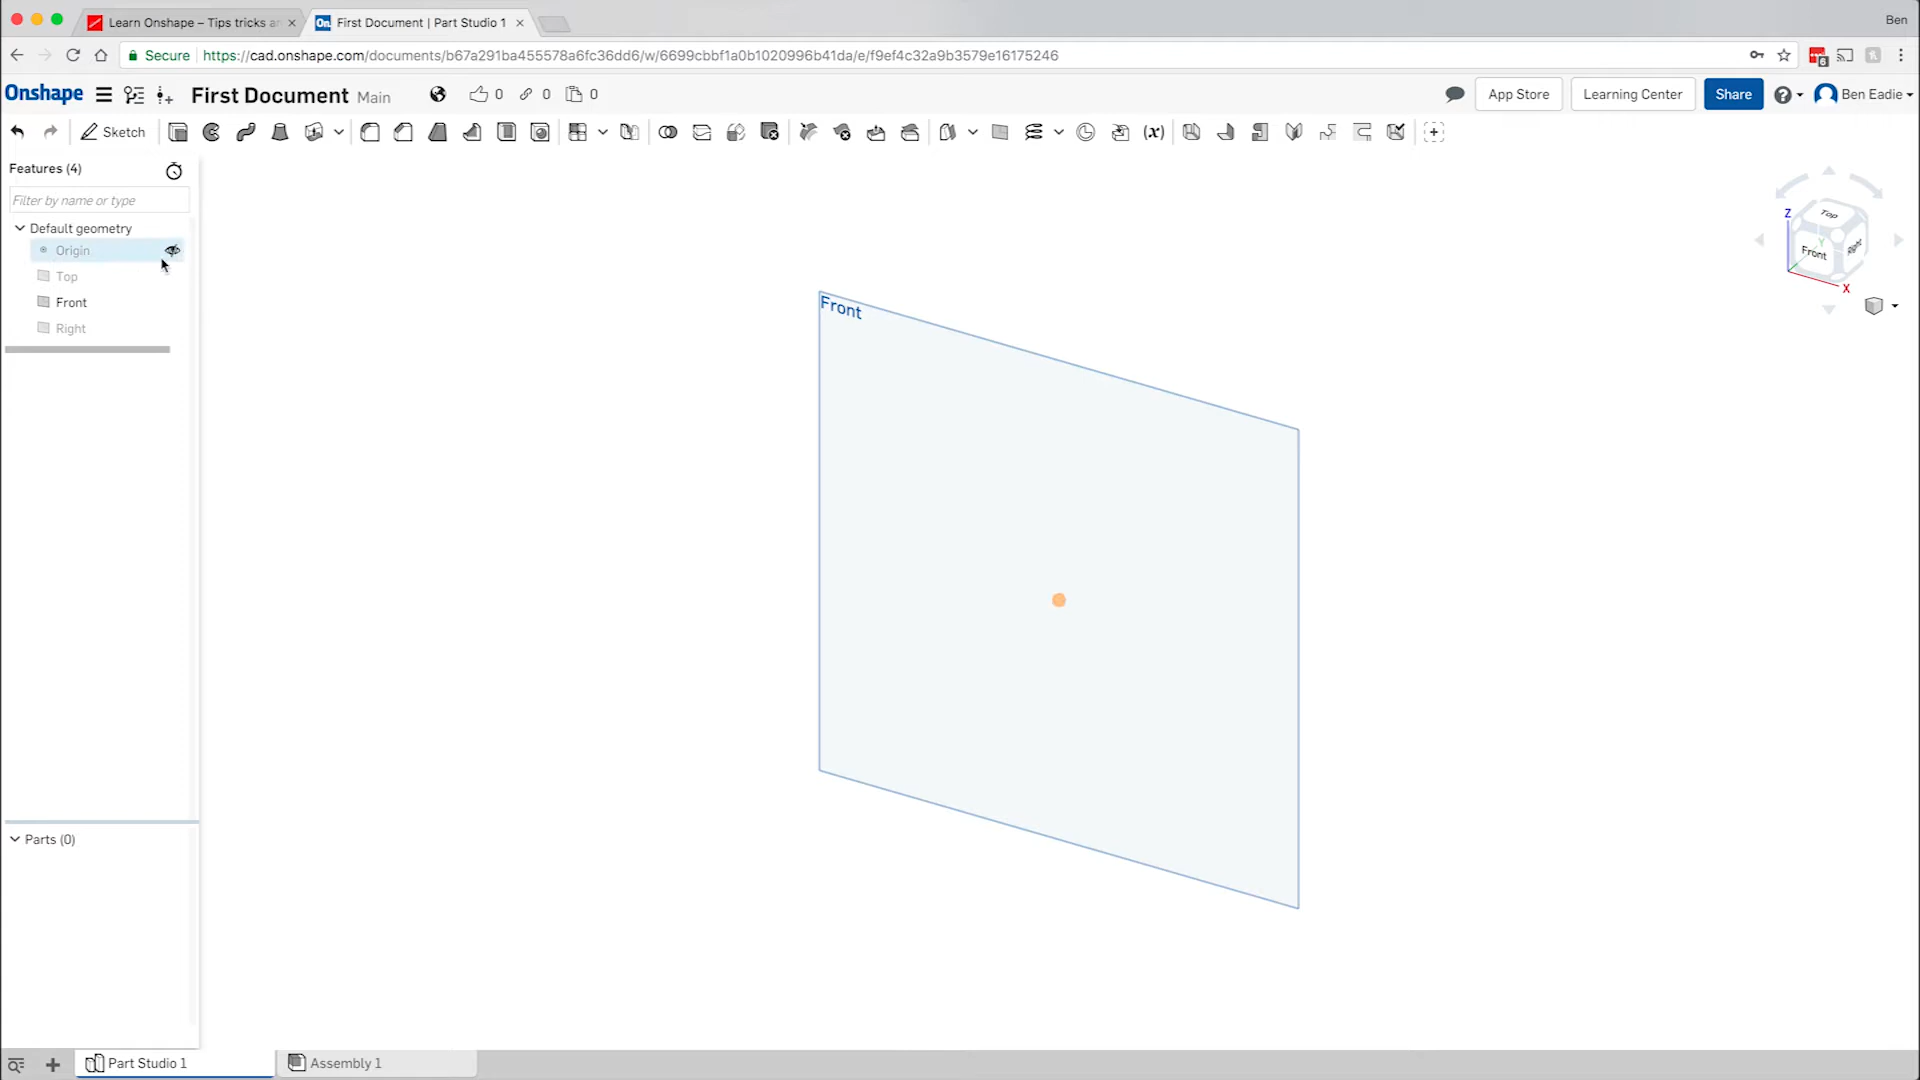 Learn Onshape – Tips tricks a
First Document | Part Studio 1
Ben
Secure
https://cad.onshape.com/documents/b67a291ba455578a6fc36dd6/w/6699cbbf1a0b1020996b41da/e/f9ef4c32a9b3579e16175246
6
Onshape
First Document Main
0
0
0
App Store
Learning Center
Share
Ben Eadie
Sketch
(x)
Features (4)
Filter by name or type
Default geometry
Origin
Top
Front
Right
Front
Top
Front
Right
Z
Y
X
Parts (0)
Part Studio 1
Assembly 1